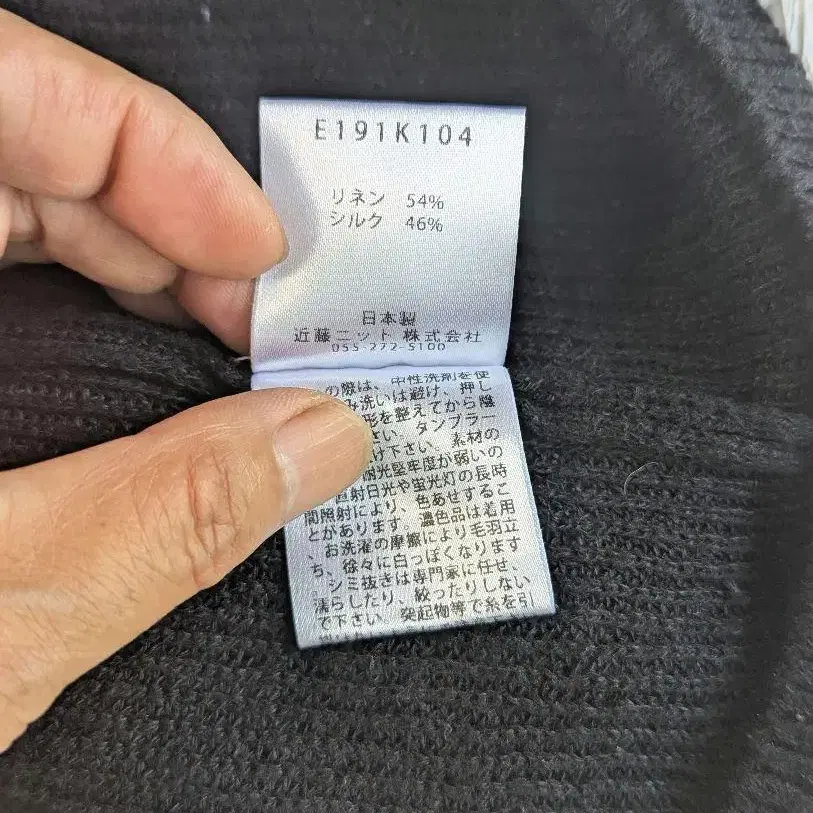 E191K104
リネン 54%
シルク 46%
日本製
近藤ニット 株式会社
055-272-5100
の際は、中性洗剤を使
み洗いは避け、押し
形を整えてから陰
さい。タンブラー
け下さい。素材の
光堅牢度が弱いの
直射日光や蛍光灯の長時
間照射により、色あせするこ
とがあります。濃色品は着用
、お洗濯の摩擦により毛羽立
ち、徐々に白っぽくなります
。シミ抜きは専門家に任せ、
濡らしたり、絞ったりしない
で下さい。突起物等で糸を引